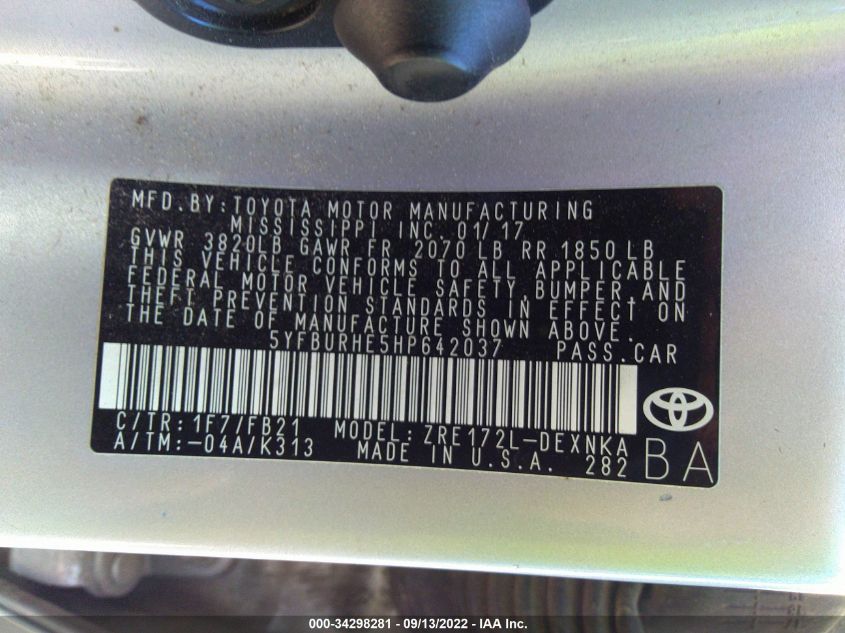 MFD.BY:TOYOTA MOTOR MANUFACTURING
MISSISSIPPI INC.01/17
GVWR 3820LB GAWR FR 2070 LB RR 1850 LB
THIS VEHICLE CONFORMS TO ALL APPLICABLE
FEDERAL MOTOR VEHICLE SAFETY,BUMPER,AND
THEFT PREVENTION STANDARDS IN EFFECT ON
THE DATE OF MANUFACTURE SHOWN ABOVE.
5YFBURHE5HP642037 PASS.CAR
C/TR:1F7/FB21 MODEL:ZRE172L-DEXNKA
A/TM:-04A/K313 MADE IN U.S.A. 282
BA
000-34298281 - 09/13/2022 - IAA Inc.